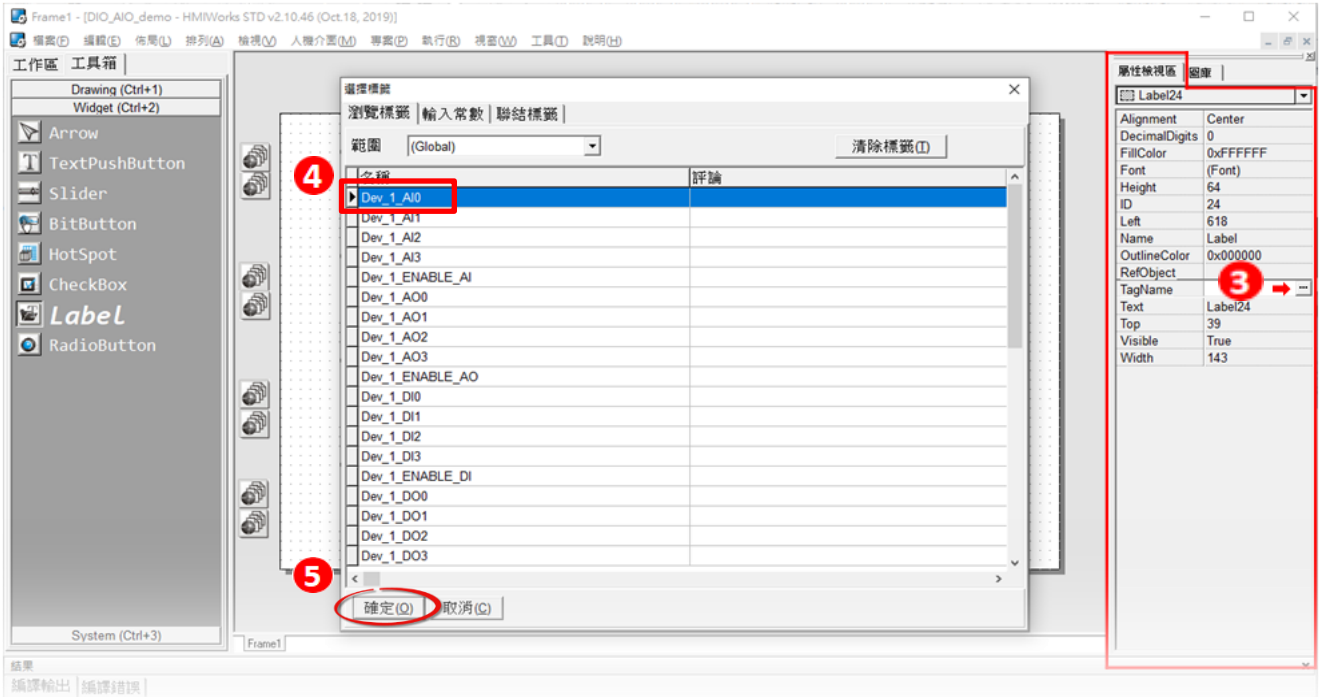 Frame1 - [DIO_AIO_demo - HMIWorks STD v2.10.46 (Oct.18, 2019)]
檔案(F) 編輯(E) 佈局(L) 排列(A) 檢視(V) 人機介面(M) 專案(P) 執行(R) 視窗(W) 工具(T) 說明(H)
工作區 工具箱
Drawing (Ctrl+1)
Widget (Ctrl+2)
Arrow
TextPushButton
Slider
BitButton
HotSpot
CheckBox
Label
RadioButton
System (Ctrl+3)
Frame1
選擇標籤
瀏覽標籤 輸入常數 聯結標籤
範圍 (Global) 清除標籤(T)
4
名稱 評論
Dev_1_AI0
Dev_1_AI1
Dev_1_AI2
Dev_1_AI3
Dev_1_ENABLE_AI
Dev_1_AO0
Dev_1_AO1
Dev_1_AO2
Dev_1_AO3
Dev_1_ENABLE_AO
Dev_1_DI0
Dev_1_DI1
Dev_1_DI2
Dev_1_DI3
Dev_1_ENABLE_DI
Dev_1_DO0
Dev_1_DO1
Dev_1_DO2
Dev_1_DO3
5
確定(O) 取消(C)
屬性檢視區 圖庫
Label24
Alignment Center
DecimalDigits 0
FillColor 0xFFFFFF
Font (Font)
Height 64
ID 24
Left 618
Name Label
OutlineColor 0x000000
RefObject
TagName 3 ...
Text Label24
Top 39
Visible True
Width 143
結果
編譯輸出 編譯錯誤